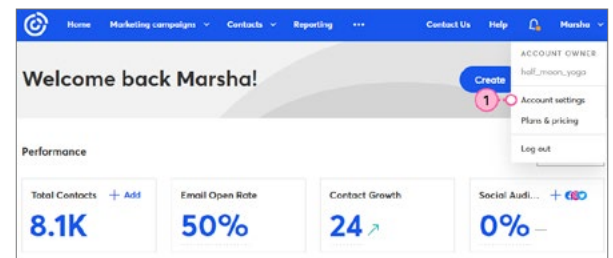 Home Marketing campaigns Contacts Reporting ••• Contact Us Help Marsha
ACCOUNT OWNER
half_moon_yoga
Welcome back Marsha!
Create
1 Account settings
Plans & pricing
Log out
Performance
Total Contacts + Add Email Open Rate Contact Growth Social Audi... +
8.1K 50% 24 0% –